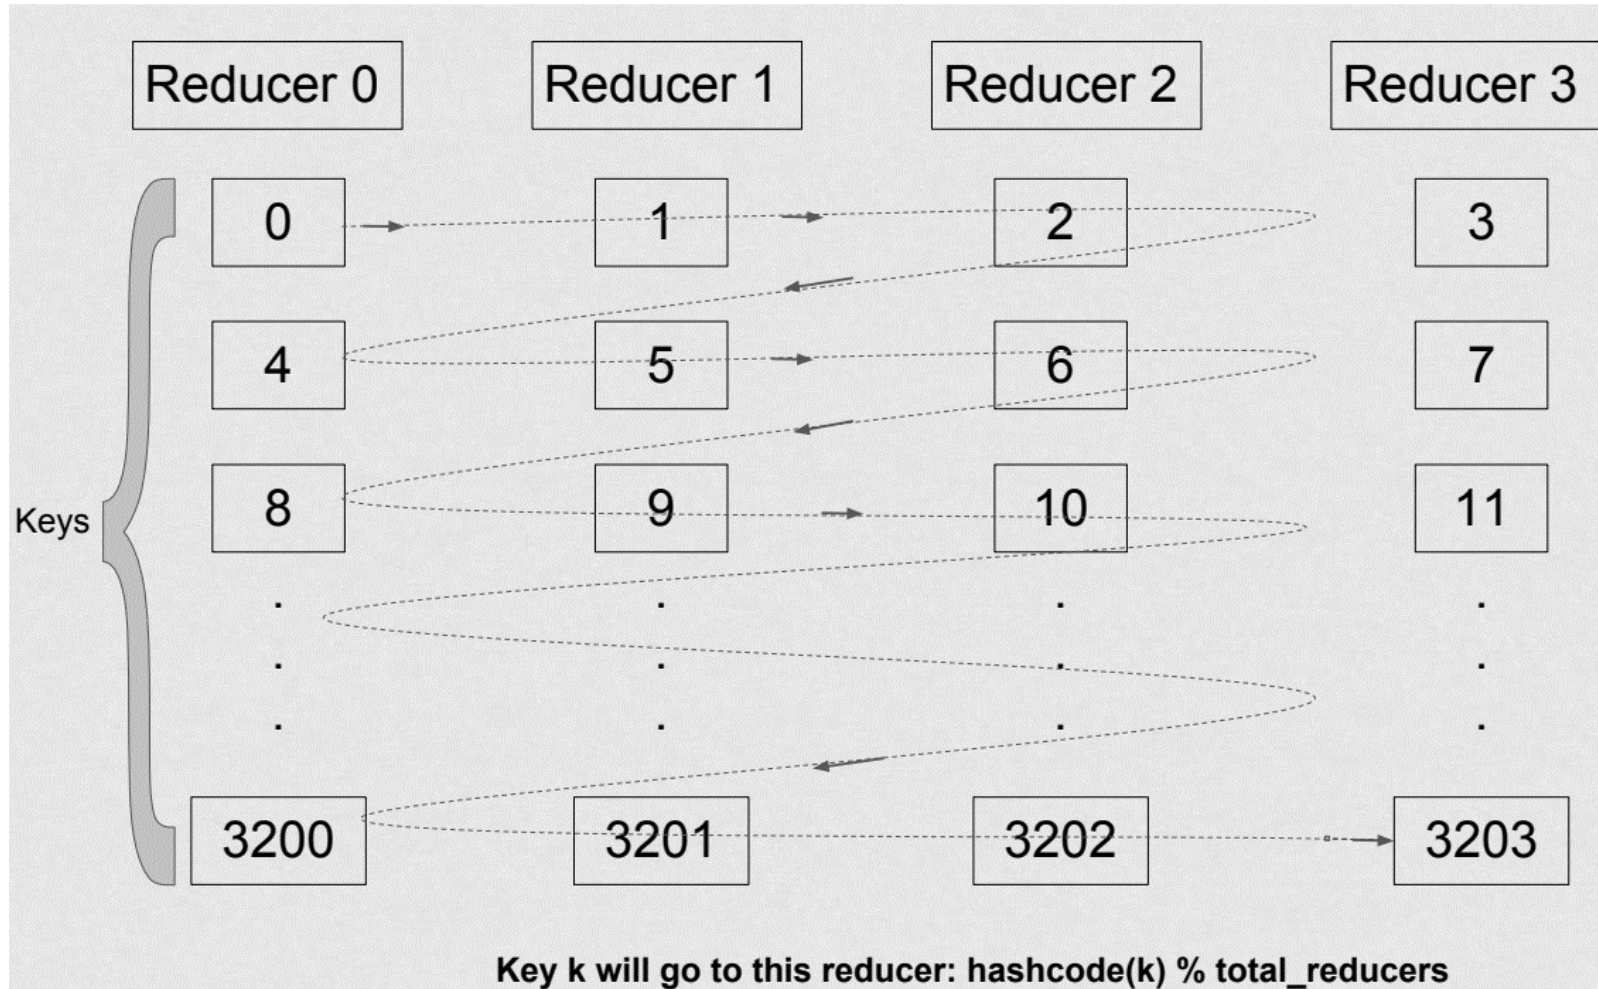 Reducer 0 Reducer 1 Reducer 2 Reducer 3
0 1 2 3
4 5 6 7
Keys 8 9 10 11
. . . .
. . . .
. . . .
3200 3201 3202 3203
Key k will go to this reducer: hashcode(k) % total_reducers